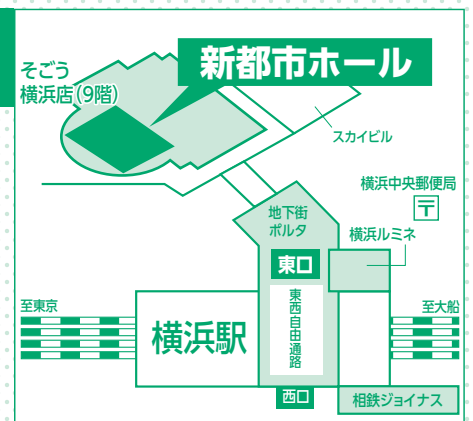 新都市ホール
そごう
横浜店(9階)
スカイビル
横浜中央郵便局
〒
地下街
ポルタ
横浜ルミネ
東口
東西自由通路
至東京
横浜駅
至大船
西口
相鉄ジョイナス